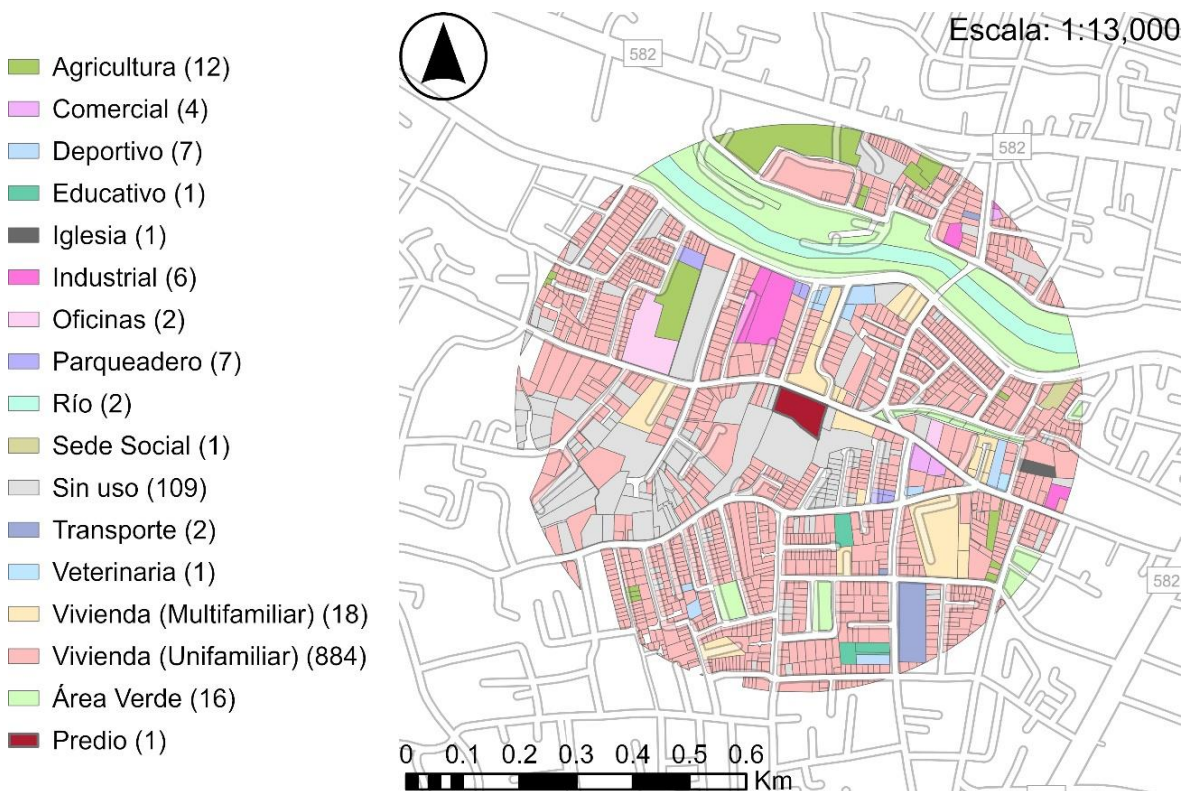 Escala: 1:13,000
Agricultura (12)
Comercial (4)
Deportivo (7)
Educativo (1)
Iglesia (1)
Industrial (6)
Oficinas (2)
Parqueadero (7)
Río (2)
Sede Social (1)
Sin uso (109)
Transporte (2)
Veterinaria (1)
Vivienda (Multifamiliar) (18)
Vivienda (Unifamiliar) (884)
Área Verde (16)
Predio (1)
582
582
582
0 0.1 0.2 0.3 0.4 0.5 0.6
Km